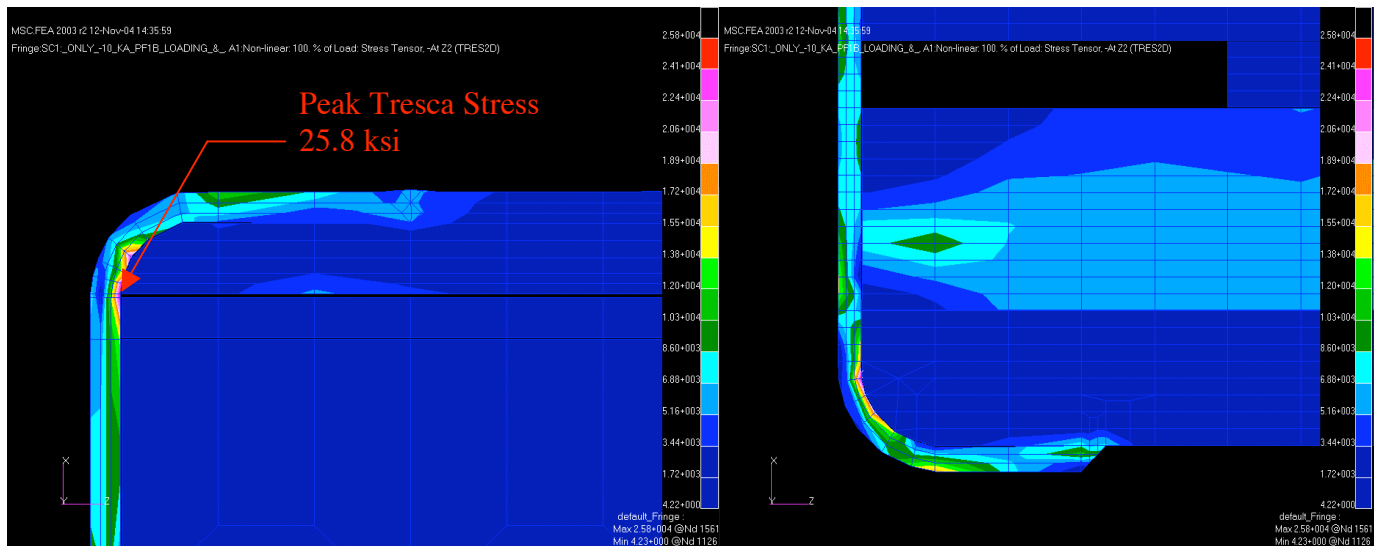 MSC.FEA 2003 r2 12-Nov-04 14:35:59
Fringe:SC1:_ONLY_-10_KA_PF1B_LOADING_&_. A1:Non-linear: 100. % of Load: Stress Tensor, -At Z2 (TRES2D)
Peak Tresca Stress
25.8 ksi
2.58+004
2.41+004
2.24+004
2.06+004
1.89+004
1.72+004
1.55+004
1.38+004
1.20+004
1.03+004
8.60+003
6.88+003
5.16+003
3.44+003
1.72+003
4.22+000
X
Y
Z
default_Fringe :
Max 2.58+004 @Nd 1561
Min 4.23+000 @Nd 1126
MSC.FEA 2003 r2 12-Nov-04 14:35:59
Fringe:SC1:_ONLY_-10_KA_PF1B_LOADING_&_. A1:Non-linear: 100. % of Load: Stress Tensor, -At Z2 (TRES2D)
2.58+004
2.41+004
2.24+004
2.06+004
1.89+004
1.72+004
1.55+004
1.38+004
1.20+004
1.03+004
8.60+003
6.88+003
5.16+003
3.44+003
1.72+003
4.22+000
X
Y
Z
default_Fringe :
Max 2.58+004 @Nd 1561
Min 4.23+000 @Nd 1126